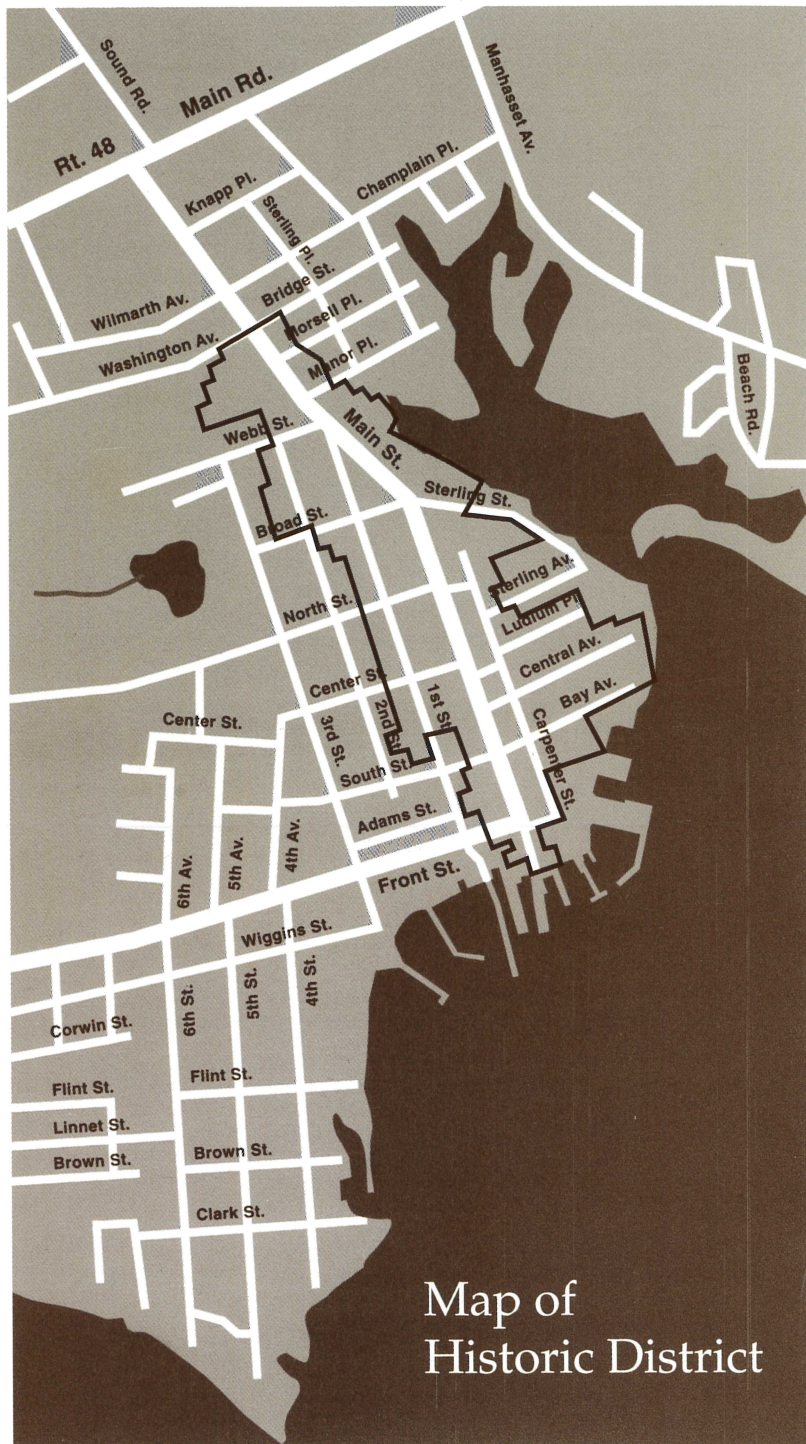 Sound Rd.
Main Rd.
Manhasset Av.
Rt. 48
Knapp Pl.
Champlain Pl.
Sterling Pl.
Bridge St.
Wilmarth Av.
Morsell Pl.
Washington Av.
Manor Pl.
Beach Rd.
Webb St.
Main St.
Sterling St.
Broad St.
Sterling Av.
North St.
Ludlum Pl.
Central Av.
Center St.
Bay Av.
Center St.
3rd St.
2nd St.
1st St.
Carpenter St.
South St.
Adams St.
6th Av.
5th Av.
4th Av.
Front St.
Wiggins St.
6th St.
5th St.
4th St.
Corwin St.
Flint St.
Flint St.
Linnet St.
Brown St.
Brown St.
Clark St.
Map of
Historic District